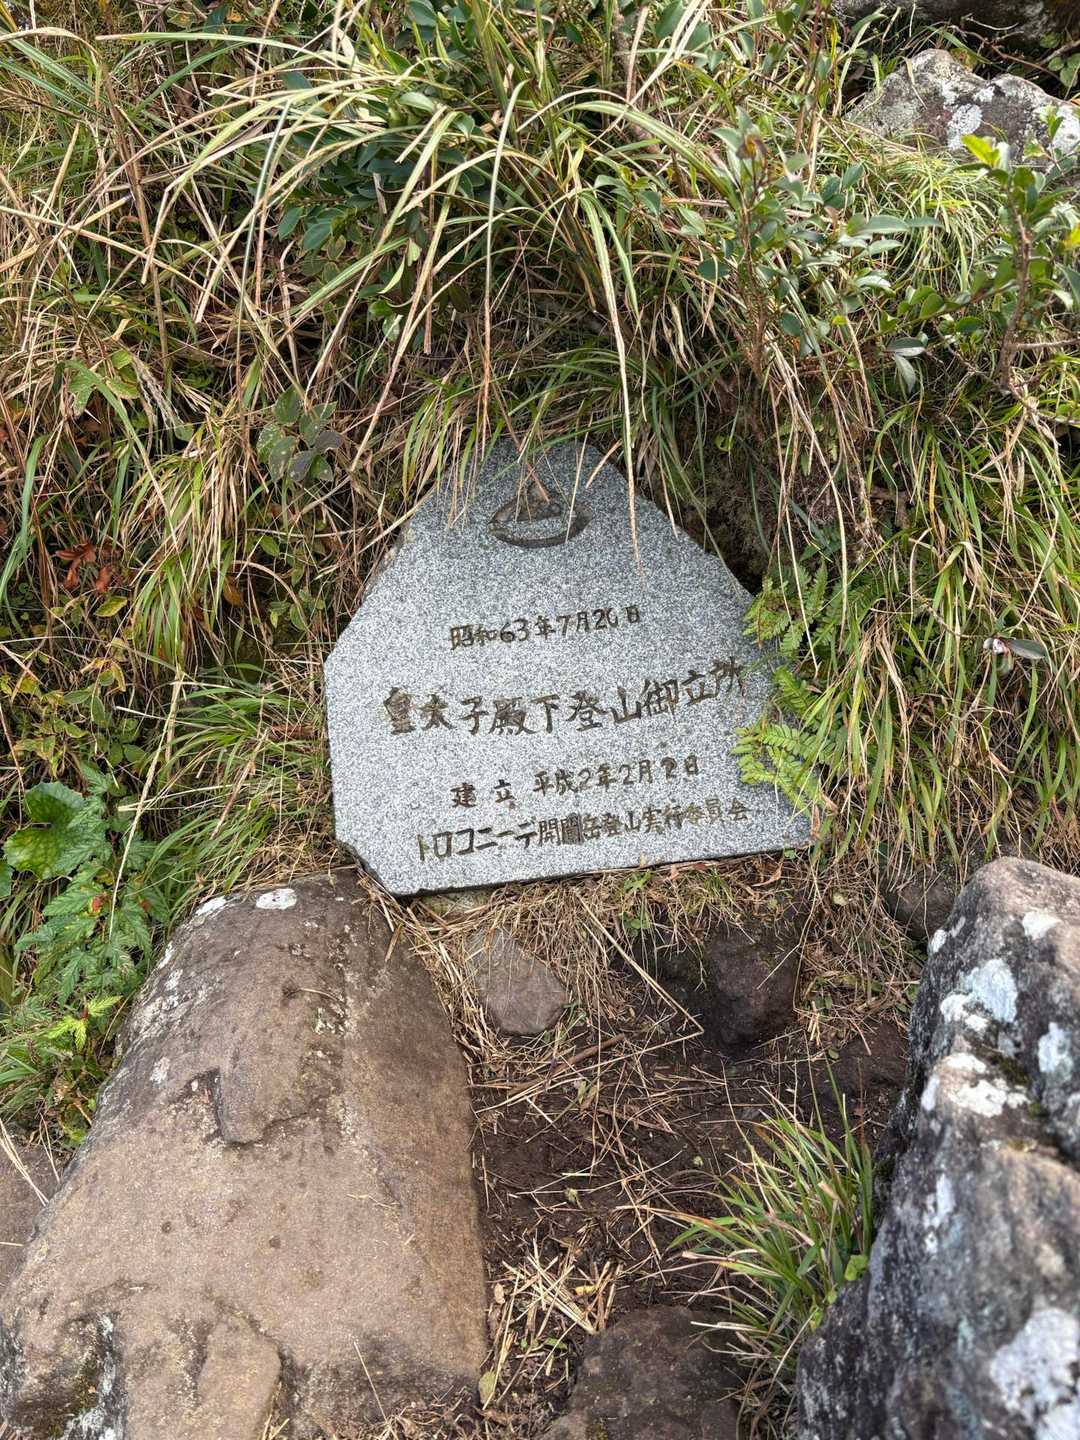 昭和63年7月20日
皇太子殿下登山御立所
建立 平成2年2月2日
トロコニーデ開聞岳登山実行委員会